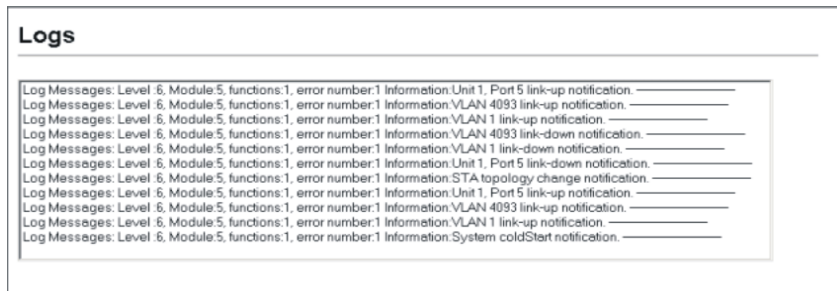 Logs
Log Messages: Level :6, Module:5, functions:1, error number:1 Information:Unit 1, Port 5 link-up notification.
Log Messages: Level :6, Module:5, functions:1, error number:1 Information:VLAN 4093 link-up notification.
Log Messages: Level :6, Module:5, functions:1, error number:1 Information:VLAN 1 link-up notification.
Log Messages: Level :6, Module:5, functions:1, error number:1 Information:VLAN 4093 link-down notification.
Log Messages: Level :6, Module:5, functions:1, error number:1 Information:VLAN 1 link-down notification.
Log Messages: Level :6, Module:5, functions:1, error number:1 Information:Unit 1, Port 5 link-down notification.
Log Messages: Level :6, Module:5, functions:1, error number:1 Information:STA topology change notification.
Log Messages: Level :6, Module:5, functions:1, error number:1 Information:Unit 1, Port 5 link-up notification.
Log Messages: Level :6, Module:5, functions:1, error number:1 Information:VLAN 4093 link-up notification.
Log Messages: Level :6, Module:5, functions:1, error number:1 Information:VLAN 1 link-up notification.
Log Messages: Level :6, Module:5, functions:1, error number:1 Information:System coldStart notification.